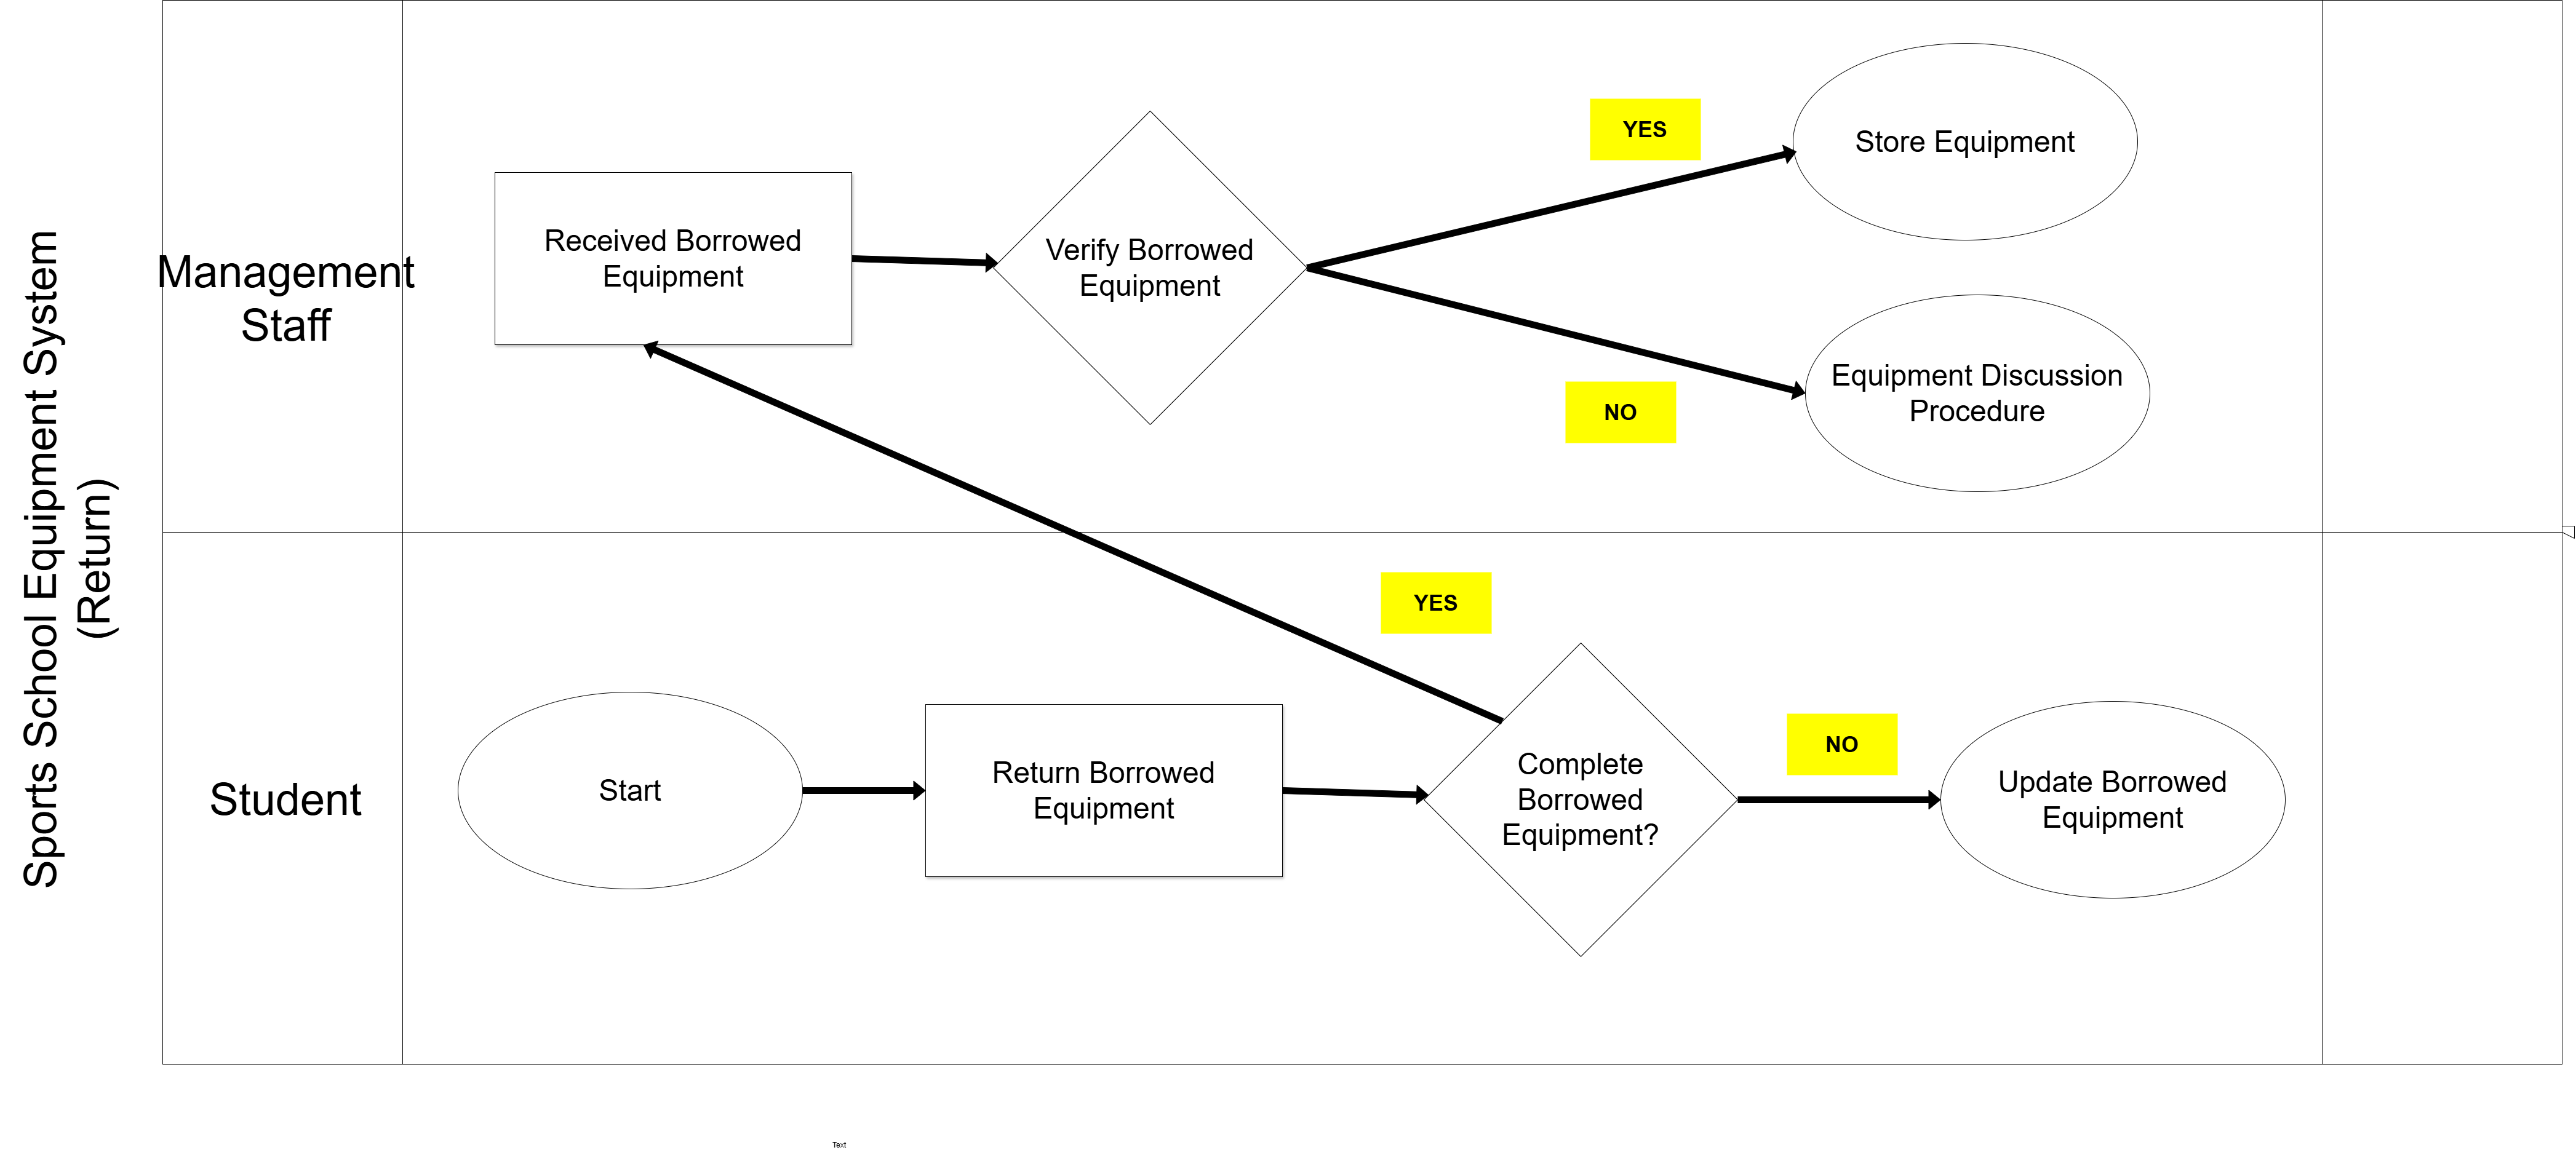 Sports School Equipment System
(Return)
Management
Staff
Received Borrowed
Equipment
Verify Borrowed
Equipment
YES
Store Equipment
NO
Equipment Discussion
Procedure
Student
Start
Return Borrowed
Equipment
YES
Complete
Borrowed
Equipment?
NO
Update Borrowed
Equipment
Text